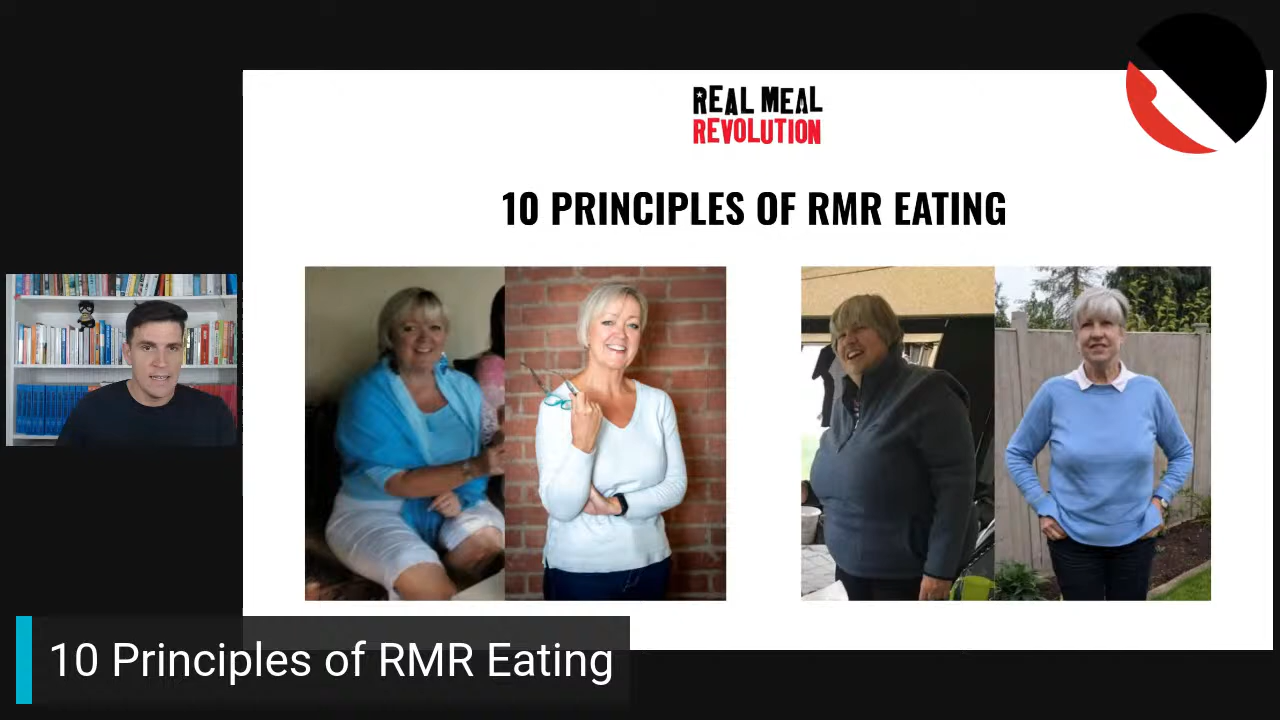 REAL MEAL
REVOLUTION
10 PRINCIPLES OF RMR EATING
10 Principles of RMR Eating